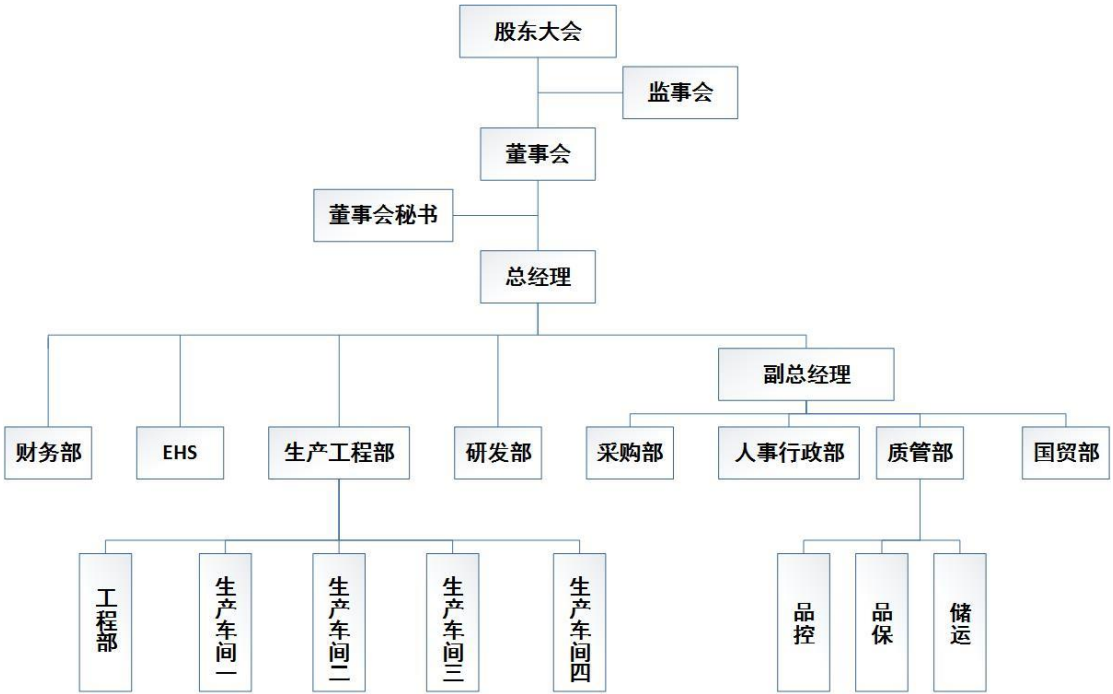 股东大会
监事会
董事会
董事会秘书
总经理
副总经理
财务部
EHS
生产工程部
研发部
采购部
人事行政部
质管部
国贸部
工程部
生产车间一
生产车间二
生产车间三
生产车间四
品控
品保
储运